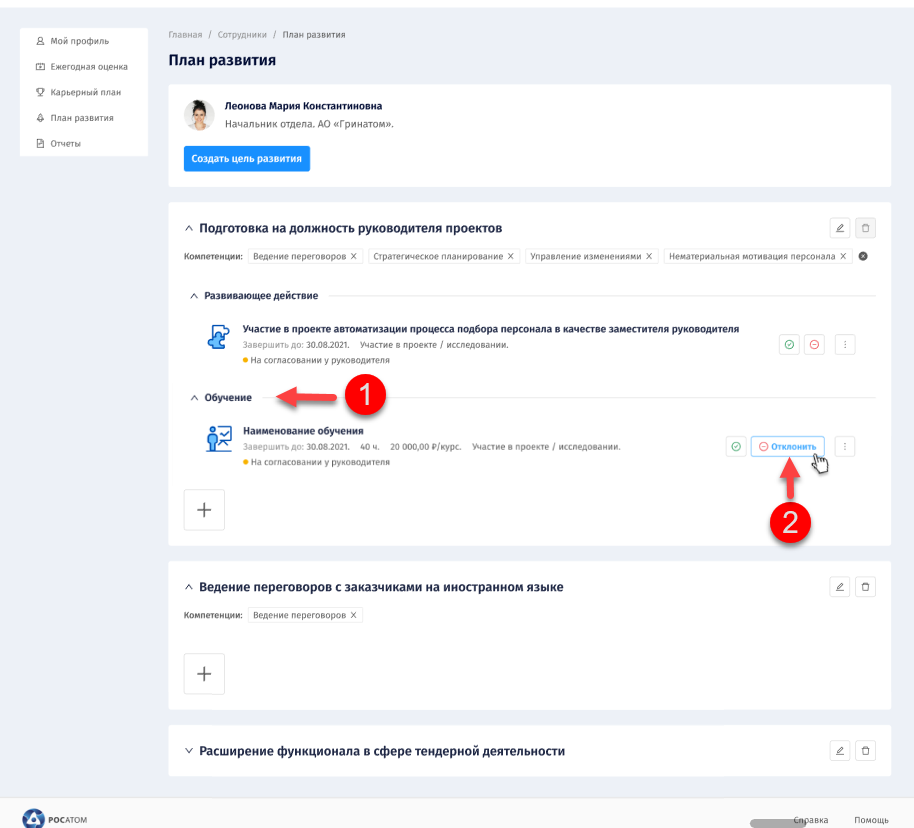 Мой профиль
Ежегодная оценка
Карьерный план
План развития
Отчеты
Главная / Сотрудники / План развития
План развития
Леонова Мария Константиновна
Начальник отдела. АО «Гринатом».
Создать цель развития
Подготовка на должность руководителя проектов
Компетенции: Ведение переговоров X Стратегическое планирование X Управление изменениями X Нематериальная мотивация персонала X
Развивающее действие
Участие в проекте автоматизации процесса подбора персонала в качестве заместителя руководителя
Завершить до: 30.08.2021. Участие в проекте / исследовании.
На согласовании у руководителя
Обучение 1
Наименование обучения
Завершить до: 30.08.2021. 40 ч. 20 000,00 ₽/курс. Участие в проекте / исследовании.
Отклонить
На согласовании у руководителя
2
Ведение переговоров с заказчиками на иностранном языке
Компетенции: Ведение переговоров X
Расширение функционала в сфере тендерной деятельности
РОСАТОМ
Справка Помощь